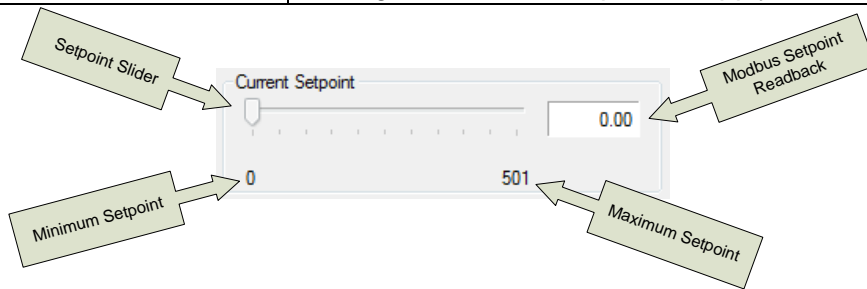 Setpoint Slider
Modbus Setpoint
Readback
Current Setpoint
0.00
0
501
Minimum Setpoint
Maximum Setpoint